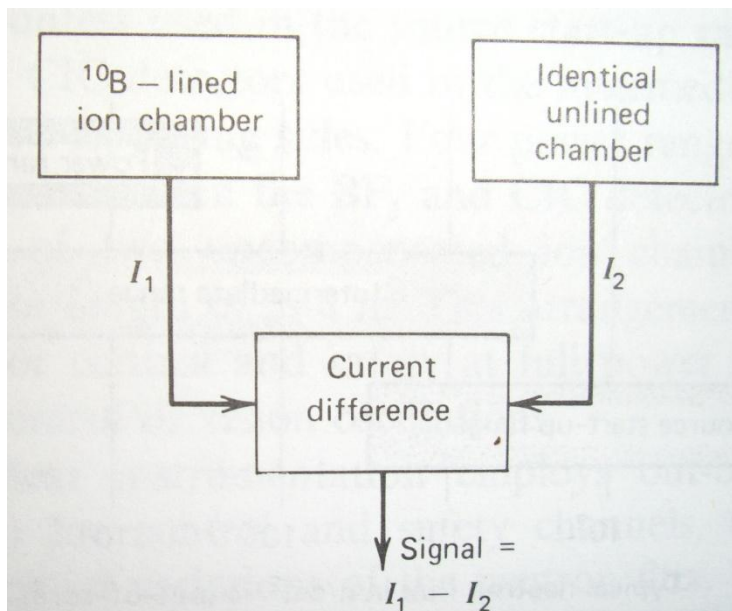 ¹⁰B – lined
ion chamber
Identical
unlined
chamber
I₁
I₂
Current
difference
Signal =
I₁ I₂